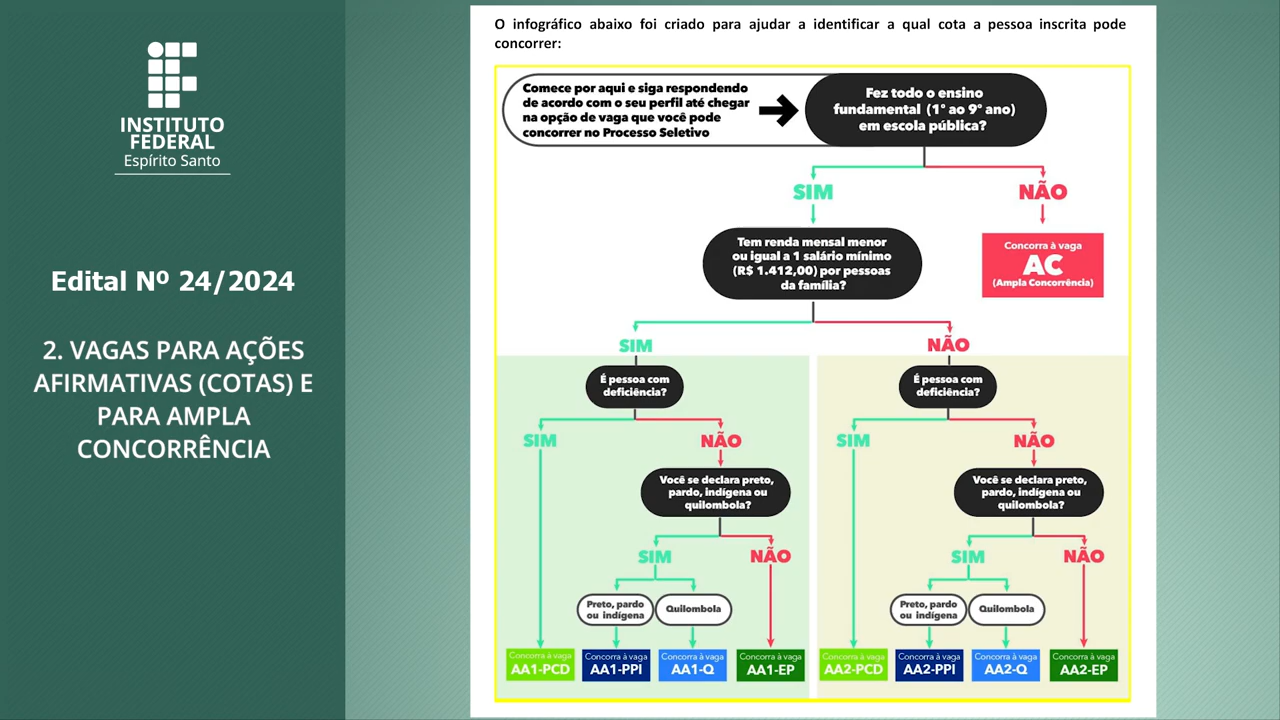 INSTITUTO
FEDERAL
Espírito Santo
Edital Nº 24/2024
2. VAGAS PARA AÇÕES
AFIRMATIVAS (COTAS) E
PARA AMPLA
CONCORRÊNCIA
O infográfico abaixo foi criado para ajudar a identificar a qual cota a pessoa inscrita pode
concorrer:
Comece por aqui e siga respondendo
de acordo com o seu perfil até chegar
na opção de vaga que você pode
concorrer no Processo Seletivo
Fez todo o ensino
fundamental (1º ao 9º ano)
em escola pública?
SIM
NÃO
Tem renda mensal menor
ou igual a 1 salário mínimo
(R$ 1.412,00) por pessoas
da família?
Concorra à vaga
AC
(Ampla Concorrência)
SIM
NÃO
É pessoa com
deficiência?
SIM
NÃO
Você se declara preto,
pardo, indígena ou
quilombola?
SIM
NÃO
Preto, pardo
ou indígena
Quilombola
Concorra à vaga
AA1-PCD
Concorra à vaga
AA1-PPI
Concorra à vaga
AA1-Q
Concorra à vaga
AA1-EP
É pessoa com
deficiência?
SIM
NÃO
Você se declara preto,
pardo, indígena ou
quilombola?
SIM
NÃO
Preto, pardo
ou indígena
Quilombola
Concorra à vaga
AA2-PCD
Concorra à vaga
AA2-PPI
Concorra à vaga
AA2-Q
Concorra à vaga
AA2-EP